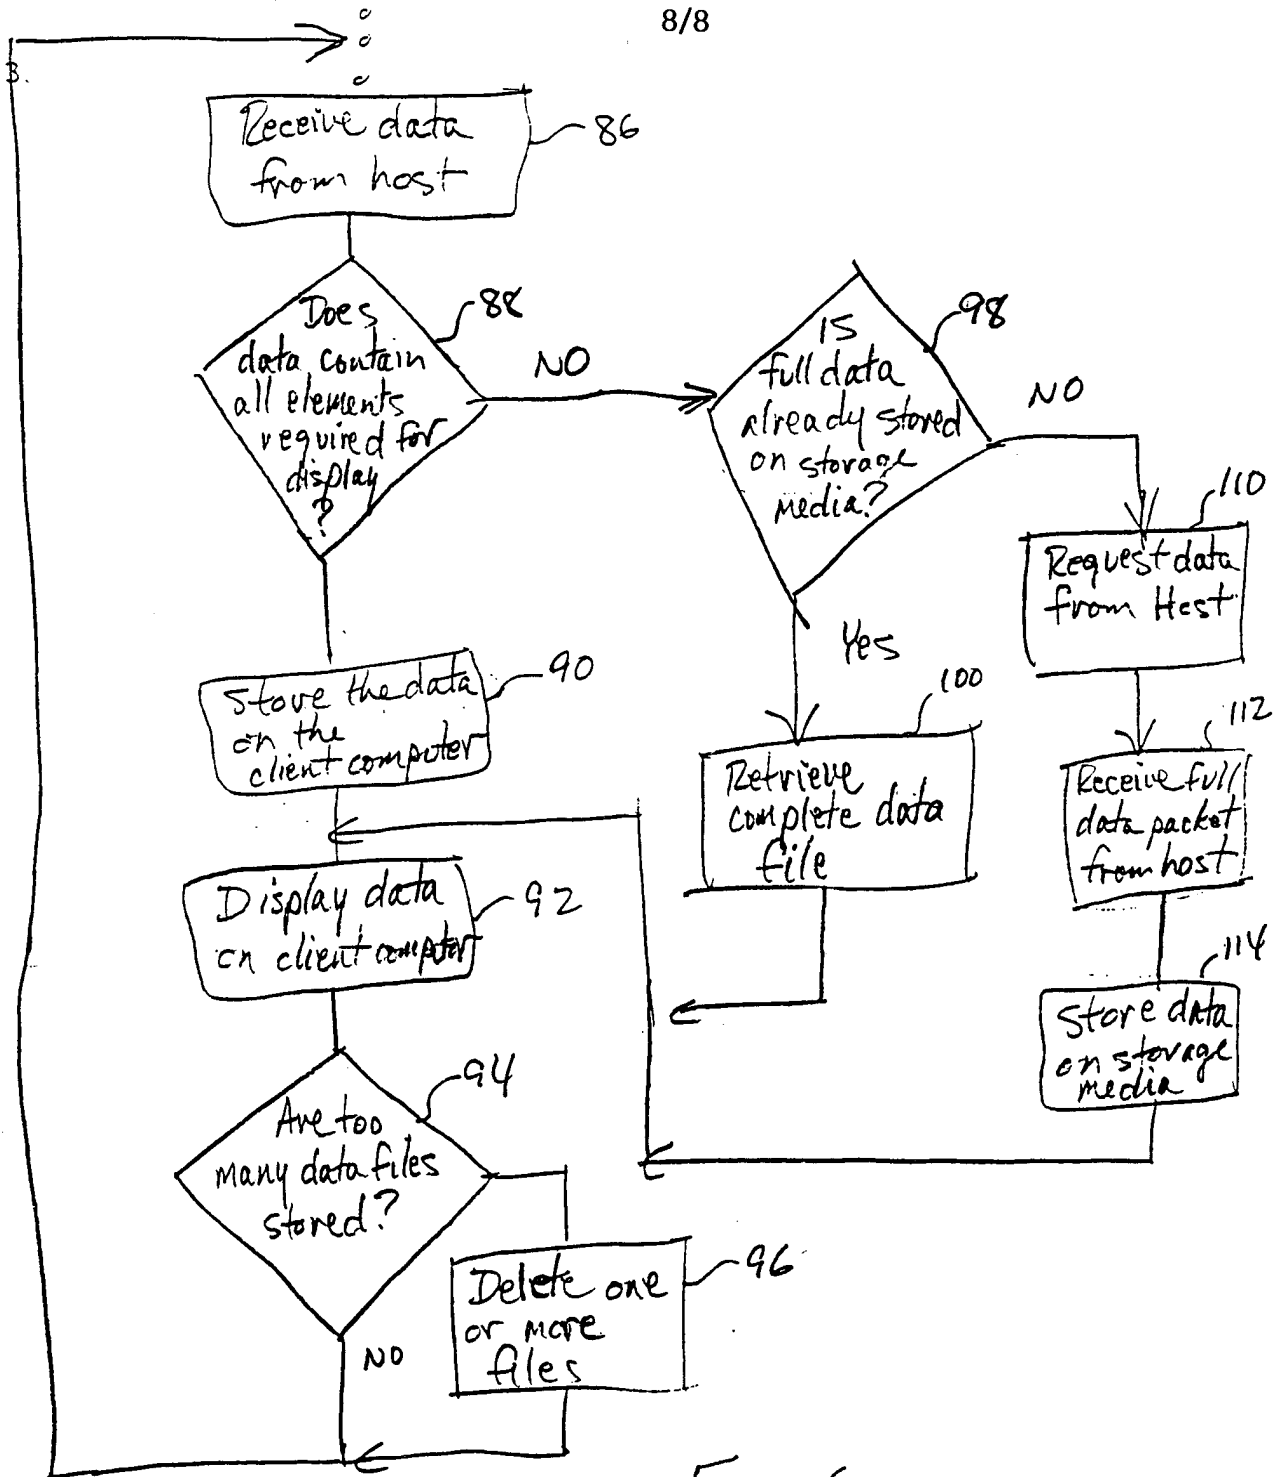 8/8
3.
Receive data
from host
86
Does
data contain
all elements
required for
display
?
88
NO
IS
full data
already stored
on storage
media?
98
NO
Yes
110
Request data
from Host
Store the data
on the
client computer
90
100
Retrieve
complete data
file
112
Receive full
data packet
from host
Display data
on client computer
92
114
Store data
on storage
media
Are too
many data files
stored?
94
NO
Delete one
or more
files
96